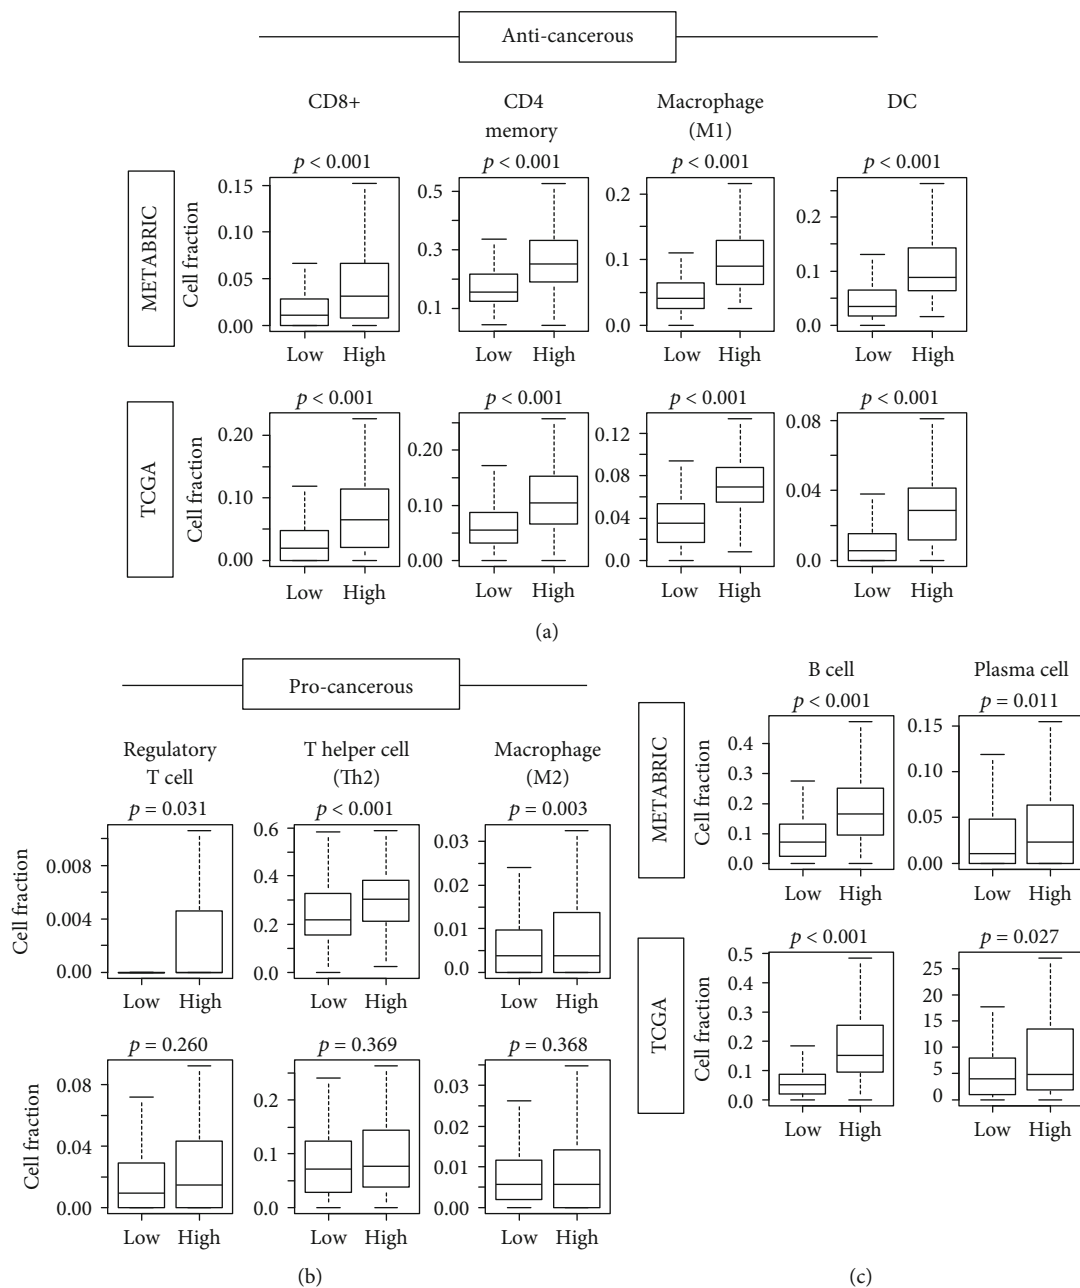 Anti-cancerous
CD8+
CD4
memory
Macrophage
(M1)
DC
METABRIC
Cell fraction
p < 0.001
0.15
0.10
0.05
0.00
Low High
p < 0.001
0.5
0.3
0.1
Low High
p < 0.001
0.2
0.1
0.0
Low High
p < 0.001
0.2
0.1
0.0
Low High
TCGA
Cell fraction
p < 0.001
0.20
0.10
0.00
Low High
p < 0.001
0.20
0.10
0.00
Low High
p < 0.001
0.12
0.08
0.04
0.0
Low High
p < 0.001
0.08
0.04
0.0
Low High
(a)
Pro-cancerous
Regulatory
T cell
p = 0.031
Cell fraction
0.008
0.004
0.00
Low High
T helper cell
(Th2)
p < 0.001
0.6
0.4
0.2
0.0
Low High
Macrophage
(M2)
p = 0.003
0.03
0.02
0.01
0.0
Low High
p = 0.260
Cell fraction
0.08
0.04
0.00
Low High
p = 0.369
0.2
0.1
0.0
Low High
p = 0.368
0.03
0.02
0.01
0.00
Low High
(b)
METABRIC
Cell fraction
B cell
p < 0.001
0.4
0.3
0.2
0.1
0.0
Low High
Plasma cell
p = 0.011
0.15
0.10
0.05
0.00
Low High
TCGA
Cell fraction
p < 0.001
0.5
0.4
0.3
0.2
0.1
0.0
Low High
p = 0.027
25
20
15
10
5
0
Low High
(c)